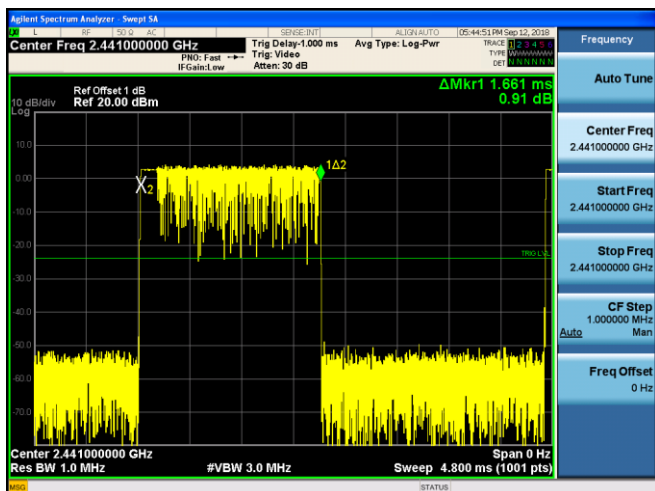 Agilent Spectrum Analyzer - Swept SA
L RF 50 Ω AC SENSE:INT ALIGN AUTO 05:44:51 PM Sep 12, 2018
Center Freq 2.441000000 GHz
PNO: Fast
IFGain:Low
Trig Delay-1.000 ms
Trig: Video
Atten: 30 dB
Avg Type: Log-Pwr
TRACE 1 2 3 4 5 6
TYPE W
DET N N N N N N
Ref Offset 1 dB
10 dB/div Ref 20.00 dBm
Log
ΔMkr1 1.661 ms
0.91 dB
10.0
0.00
-10.0
-20.0
-30.0
-40.0
-50.0
-60.0
-70.0
X2
1Δ2
TRIG LVL
Center 2.441000000 GHz Span 0 Hz
Res BW 1.0 MHz #VBW 3.0 MHz Sweep 4.800 ms (1001 pts)
MSG STATUS
Frequency
Auto Tune
Center Freq
2.441000000 GHz
Start Freq
2.441000000 GHz
Stop Freq
2.441000000 GHz
CF Step
1.000000 MHz
Auto Man
Freq Offset
0 Hz